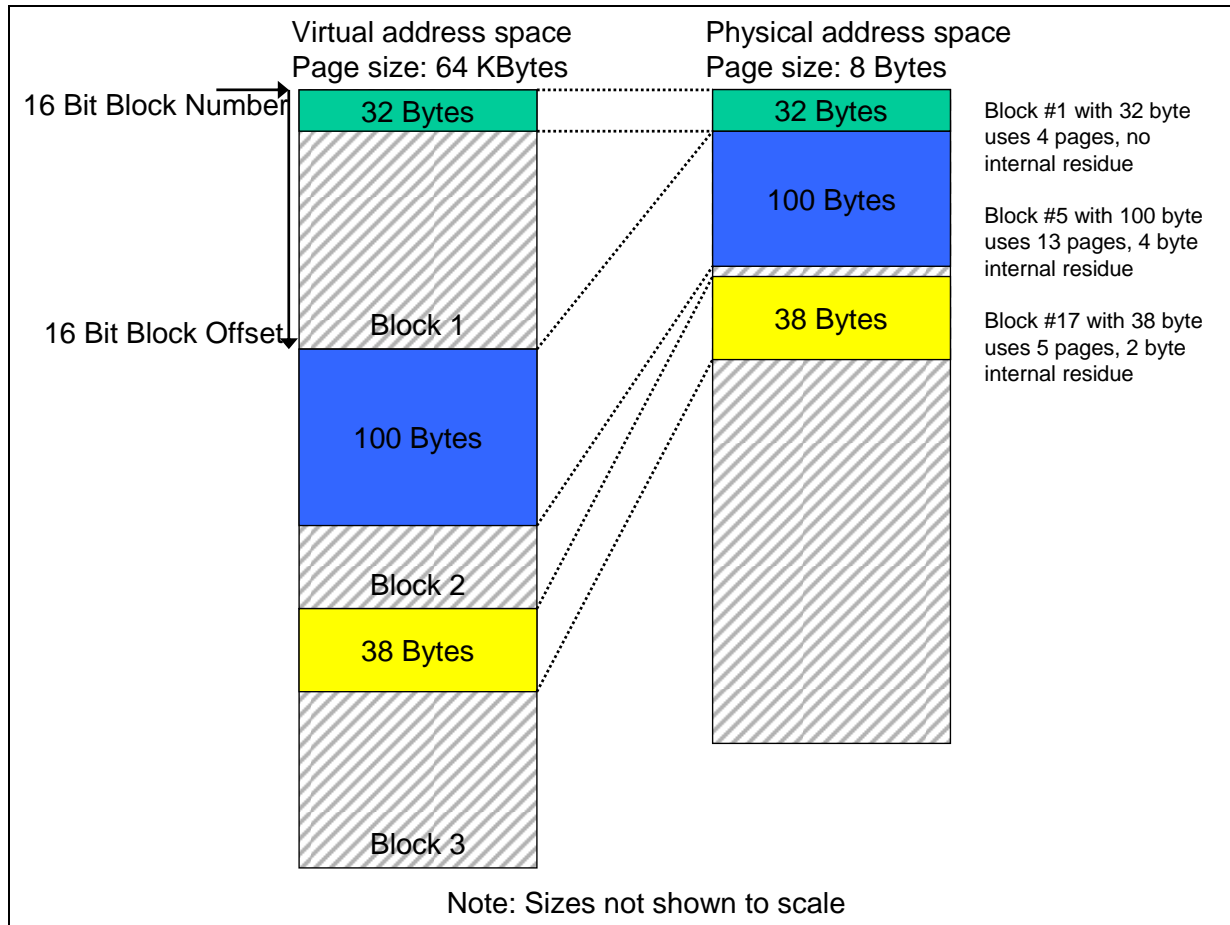 Virtual address space
Page size: 64 KBytes
Physical address space
Page size: 8 Bytes
16 Bit Block Number
32 Bytes
32 Bytes
Block #1 with 32 byte
uses 4 pages, no
internal residue
100 Bytes
Block #5 with 100 byte
uses 13 pages, 4 byte
internal residue
Block 1
16 Bit Block Offset
38 Bytes
Block #17 with 38 byte
uses 5 pages, 2 byte
internal residue
100 Bytes
Block 2
38 Bytes
Block 3
Note: Sizes not shown to scale